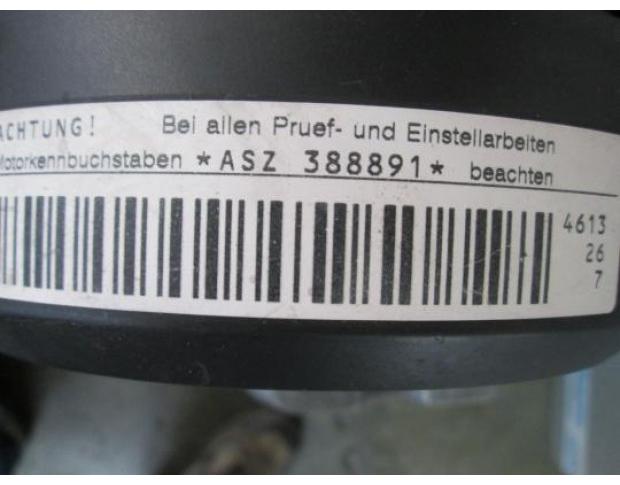 ACHTUNG! Bei allen Pruef- und Einstellarbeiten
Motorkennbuchstaben *ASZ 388891* beachten
4613
26
7